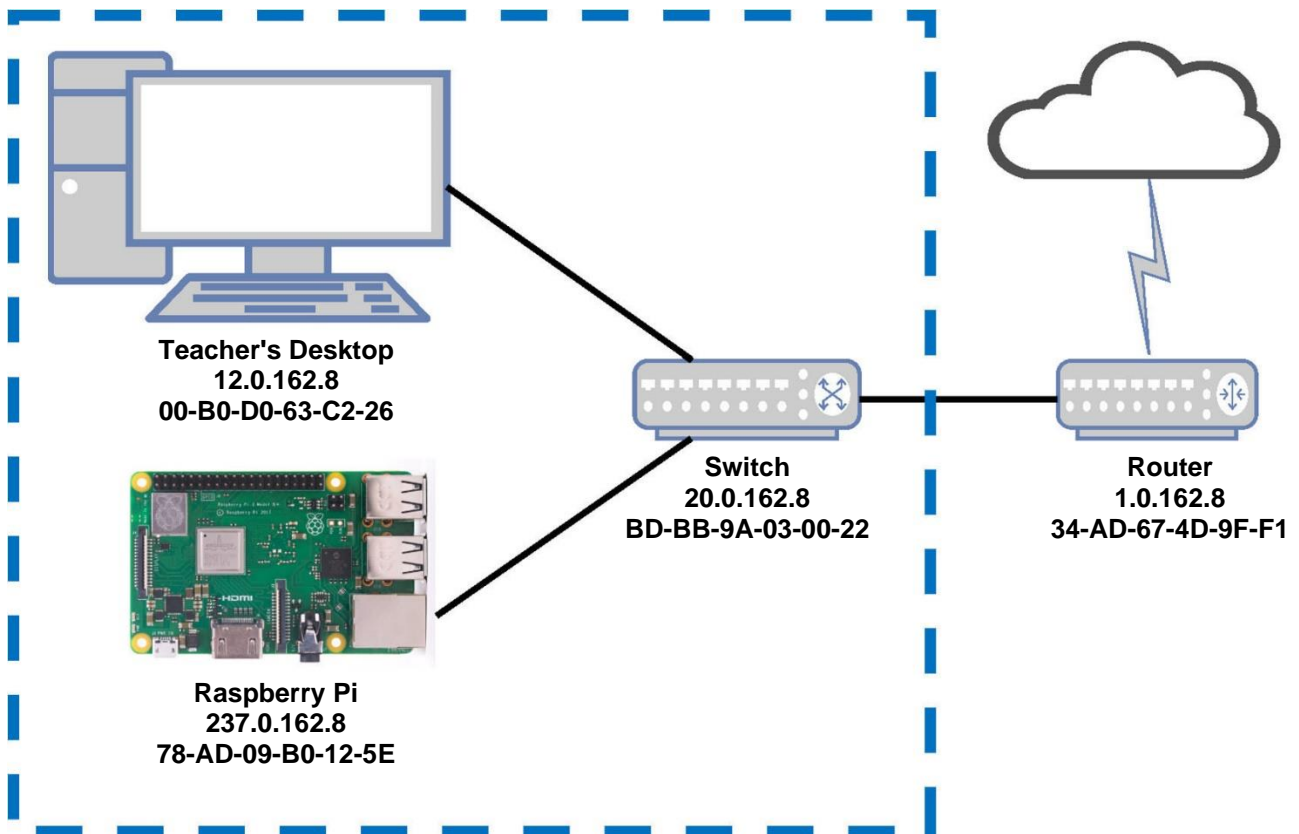 Teacher's Desktop
12.0.162.8
00-B0-D0-63-C2-26
Switch
20.0.162.8
BD-BB-9A-03-00-22
Router
1.0.162.8
34-AD-67-4D-9F-F1
HDMI
Raspberry Pi
237.0.162.8
78-AD-09-B0-12-5E